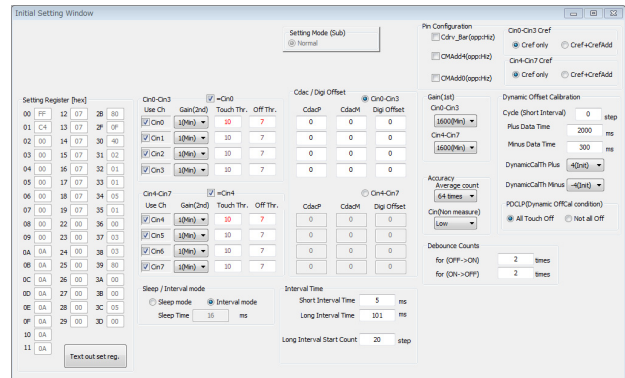 Initial Setting Window
Setting Mode (Sub)
Normal
Pin Configuration
Cdrv_Bar(opp:Hiz)
CMAdd4(opp:Hiz)
CMAdd0(opp:Hiz)
Cin0-Cin3 Cref
Cref only Cref+CrefAdd
Cin4-Cin7 Cref
Cref only Cref+CrefAdd
Setting Register [hex]
00 FF 12 07 2B 80
01 C4 13 07 2F 0F
02 00 14 07 30 40
03 00 15 07 31 02
04 00 16 07 32 01
05 00 17 07 33 01
06 00 18 07 34 05
07 00 19 07 35 01
08 00 22 00 36 00
09 00 23 00 37 03
0A 0A 24 00 38 03
0B 0A 25 00 39 80
0C 0A 26 00 3A 00
0D 0A 27 00 3B 00
0E 0A 28 00 3C 05
0F 0A 29 00 3D 00
10 0A
11 0A
Text out set reg.
Cin0-Cin3 =Cin0
Use Ch Gain(2nd) Touch Thr. Off Thr.
Cin0 1(Min) 10 7
Cin1 1(Min) 10 7
Cin2 1(Min) 10 7
Cin3 1(Min) 10 7
Cin4-Cin7 =Cin4
Use Ch Gain(2nd) Touch Thr. Off Thr.
Cin4 1(Min) 10 7
Cin5 1(Min) 10 7
Cin6 1(Min) 10 7
Cin7 1(Min) 10 7
Sleep / Interval mode
Sleep mode Interval mode
Sleep Time 16 ms
Cdac / Digi Offset
Cin0-Cin3
CdacP CdacM Digi Offset
0 0 0
0 0 0
0 0 0
0 0 0
Cin4-Cin7
CdacP CdacM Digi Offset
0 0 0
0 0 0
0 0 0
0 0 0
Interval Time
Short Interval Time 5 ms
Long Interval Time 101 ms
Long Interval Start Count 20 step
Gain(1st)
Cin0-Cin3
1600(Min)
Cin4-Cin7
1600(Min)
Accuracy
Average count
64 times
Cin(Non measure)
Low
Dynamic Offset Calibration
Cycle (Short Interval) 0 step
Plus Data Time 2000 ms
Minus Data Time 300 ms
DynamicCalTh Plus 4(Init)
DynamicCalTh Minus -4(Init)
PDCLP(Dynamic OffCal condition)
All Touch Off Not all Off
Debounce Counts
for (OFF->ON) 2 times
for (ON->OFF) 2 times